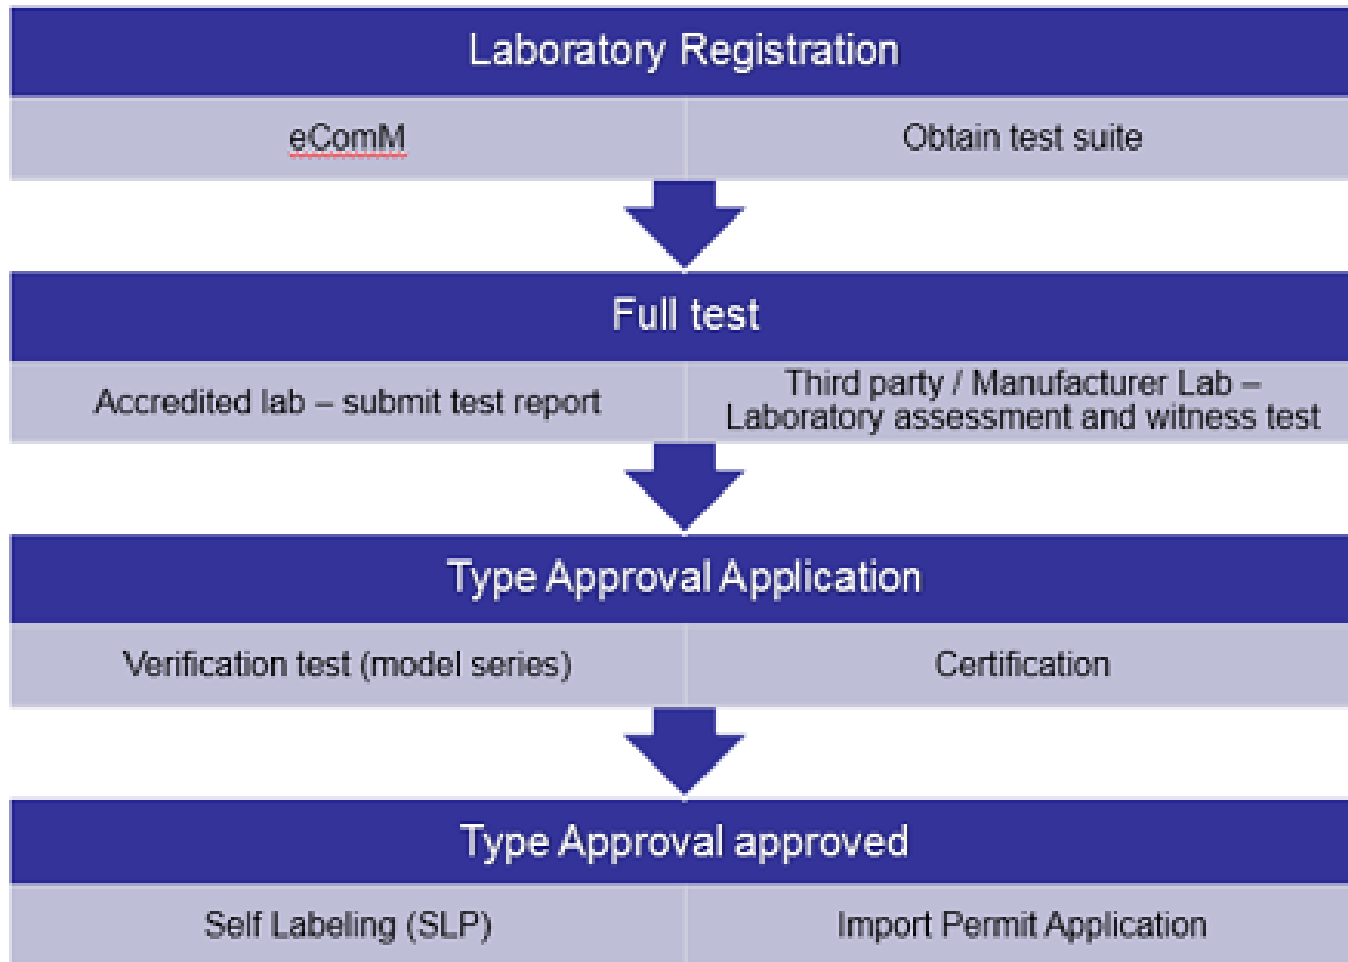 Laboratory Registration
eComM
Obtain test suite
Full test
Accredited lab – submit test report
Third party / Manufacturer Lab –
Laboratory assessment and witness test
Type Approval Application
Verification test (model series)
Certification
Type Approval approved
Self Labeling (SLP)
Import Permit Application